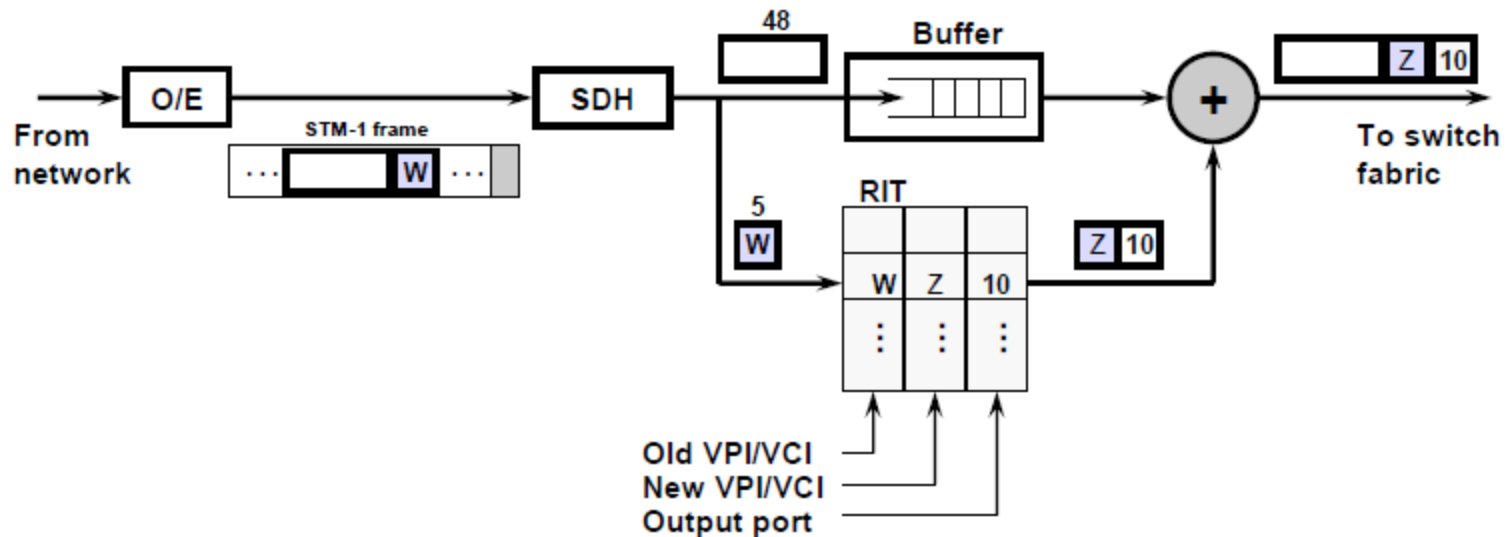 48
Buffer
O/E
SDH
+
Z 10
STM-1 frame
From
network
To switch
fabric
... W ...
RIT
5
W
Z 10
W Z 10
⋮ ⋮ ⋮
Old VPI/VCI
New VPI/VCI
Output port